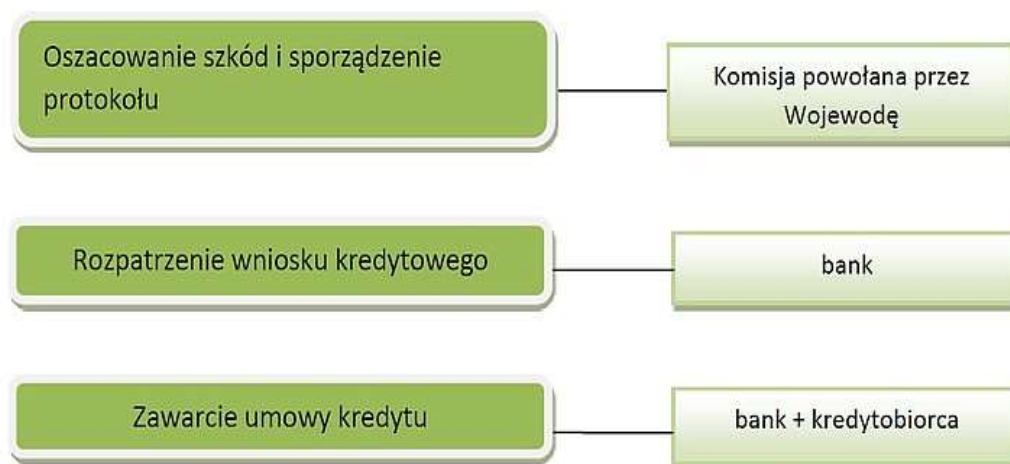 Oszacowanie szkód i sporządzenie
protokołu
Komisja powołana przez
Wojewodę
Rozpatrzenie wniosku kredytowego
bank
Zawarcie umowy kredytu
bank + kredytobiorca